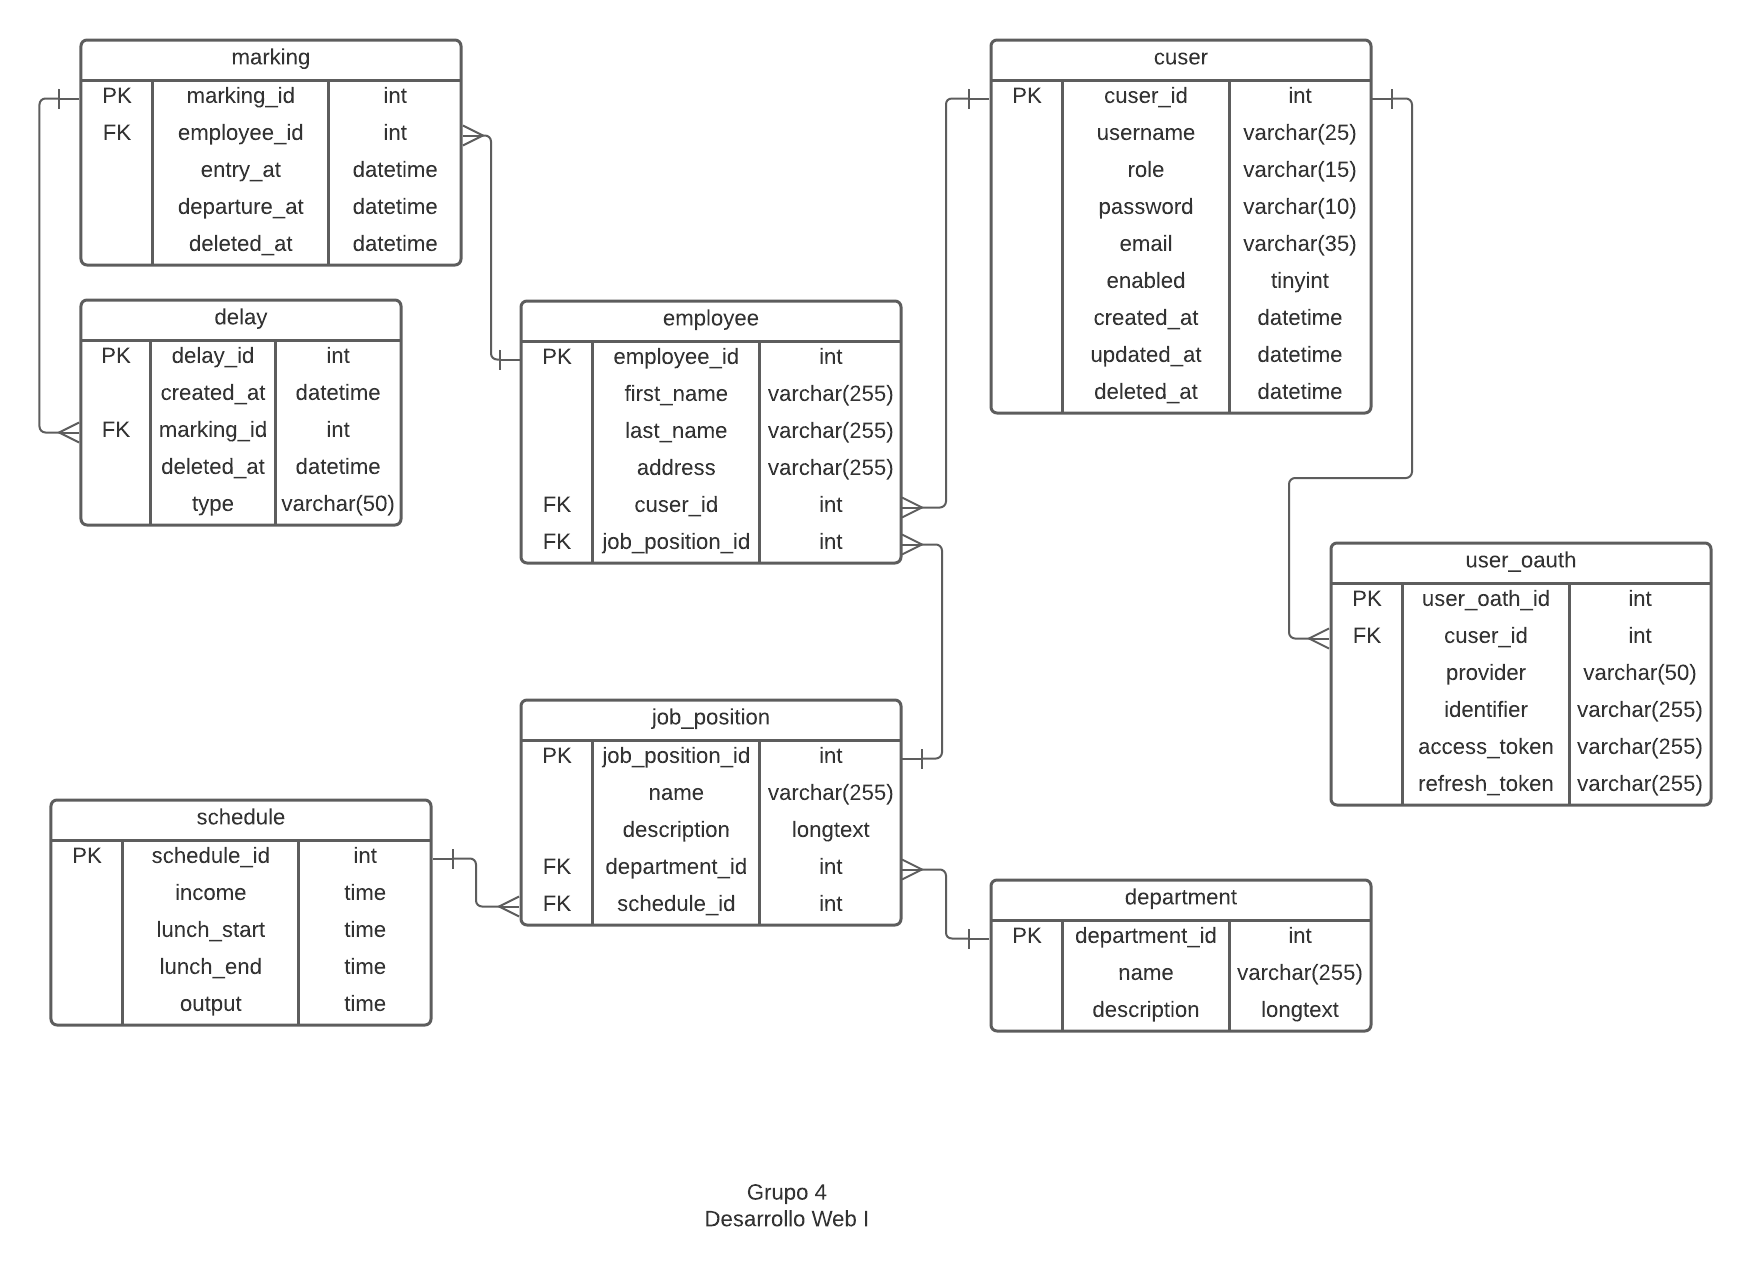 marking
PK marking_id int
FK employee_id int
entry_at datetime
departure_at datetime
deleted_at datetime
delay
PK delay_id int
created_at datetime
FK marking_id int
deleted_at datetime
type varchar(50)
employee
PK employee_id int
first_name varchar(255)
last_name varchar(255)
address varchar(255)
FK cuser_id int
FK job_position_id int
cuser
PK cuser_id int
username varchar(25)
role varchar(15)
password varchar(10)
email varchar(35)
enabled tinyint
created_at datetime
updated_at datetime
deleted_at datetime
user_oauth
PK user_oath_id int
FK cuser_id int
provider varchar(50)
identifier varchar(255)
access_token varchar(255)
refresh_token varchar(255)
job_position
PK job_position_id int
name varchar(255)
description longtext
FK department_id int
FK schedule_id int
schedule
PK schedule_id int
income time
lunch_start time
lunch_end time
output time
department
PK department_id int
name varchar(255)
description longtext
Grupo 4
Desarrollo Web I